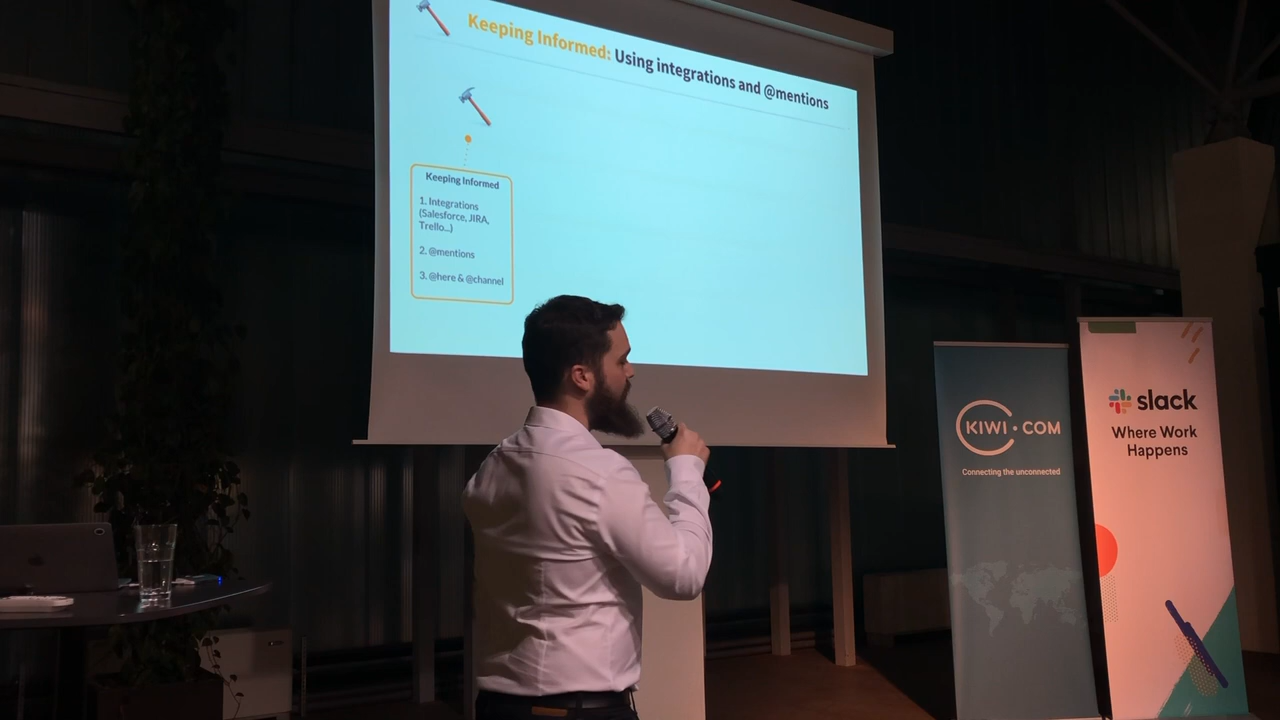 Keeping Informed: Using integrations and @mentions
Keeping Informed
1. Integrations
(Salesforce, JIRA,
Trello...)
2. @mentions
3. @here & @channel
KIWI.COM
Connecting the unconnected
slack
Where Work
Happens